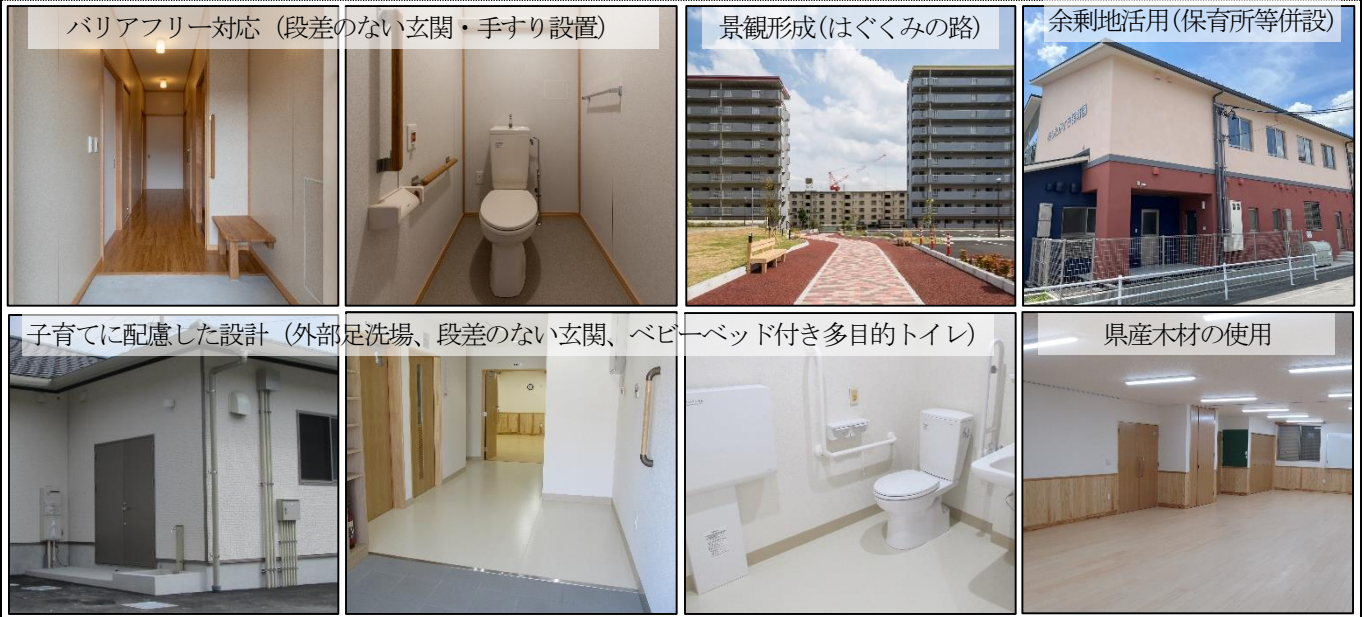 バリアフリー対応（段差のない玄関・手すり設置）
景観形成（はぐくみの路）
余剰地活用（保育所等併設）
子育てに配慮した設計（外部足洗場、段差のない玄関、ベビーベッド付き多目的トイレ）
県産木材の使用